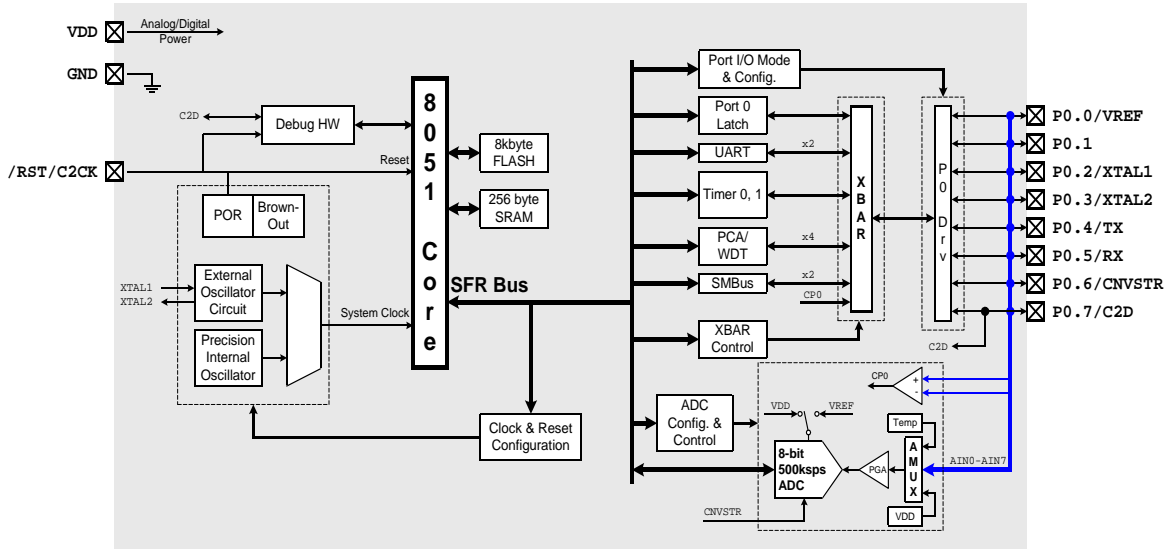 VDD
Analog/Digital
Power
GND
C2D
Debug HW
/RST/C2CK
Reset
POR
Brown-
Out
XTAL1
XTAL2
External
Oscillator
Circuit
Precision
Internal
Oscillator
System Clock
8
0
5
1
C
o
r
e
8kbyte
FLASH
256 byte
SRAM
SFR Bus
Clock & Reset
Configuration
Port I/O Mode
& Config.
Port 0
Latch
UART
x2
Timer 0, 1
PCA/
WDT
x4
SMBus
x2
CP0
XBAR
Control
X
B
A
R
P
0
D
r
v
P0.0/VREF
P0.1
P0.2/XTAL1
P0.3/XTAL2
P0.4/TX
P0.5/RX
P0.6/CNVSTR
P0.7/C2D
C2D
CP0
+
-
ADC
Config. &
Control
VDD
VREF
Temp
8-bit
500ksps
ADC
PGA
A
M
U
X
AIN0-AIN7
VDD
CNVSTR